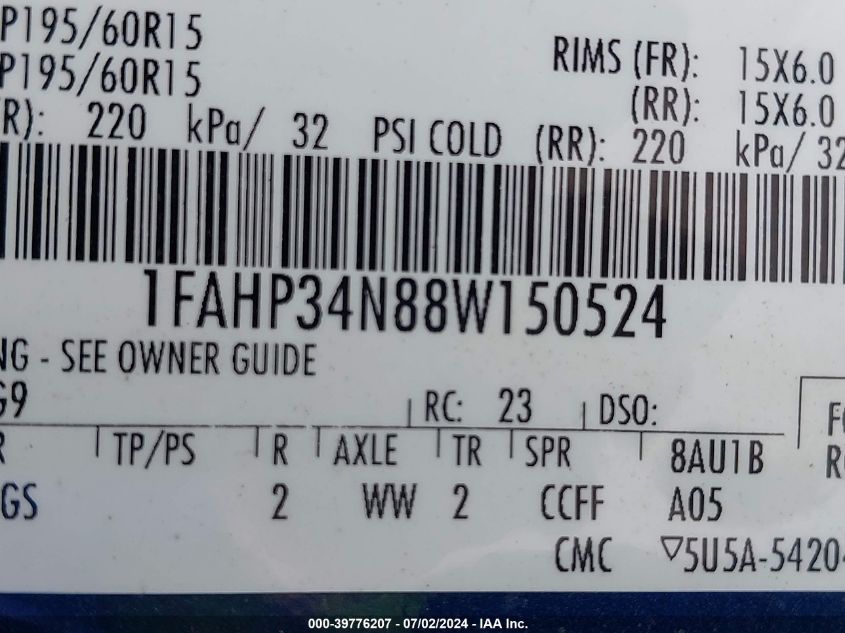 P195/60R15
RIMS (FR): 15X6.0
P195/60R15
(RR): 15X6.0
R): 220 kPa/ 32 PSI COLD (RR): 220 kPa/ 32
1FAHP34N88W150524
NG - SEE OWNER GUIDE
G9 RC: 23 DSO:
R TP/PS R AXLE TR SPR 8AU1B
GS 2 WW 2 CCFF A05
CMC ▽5U5A-5420
000-39776207 - 07/02/2024 - IAA Inc.